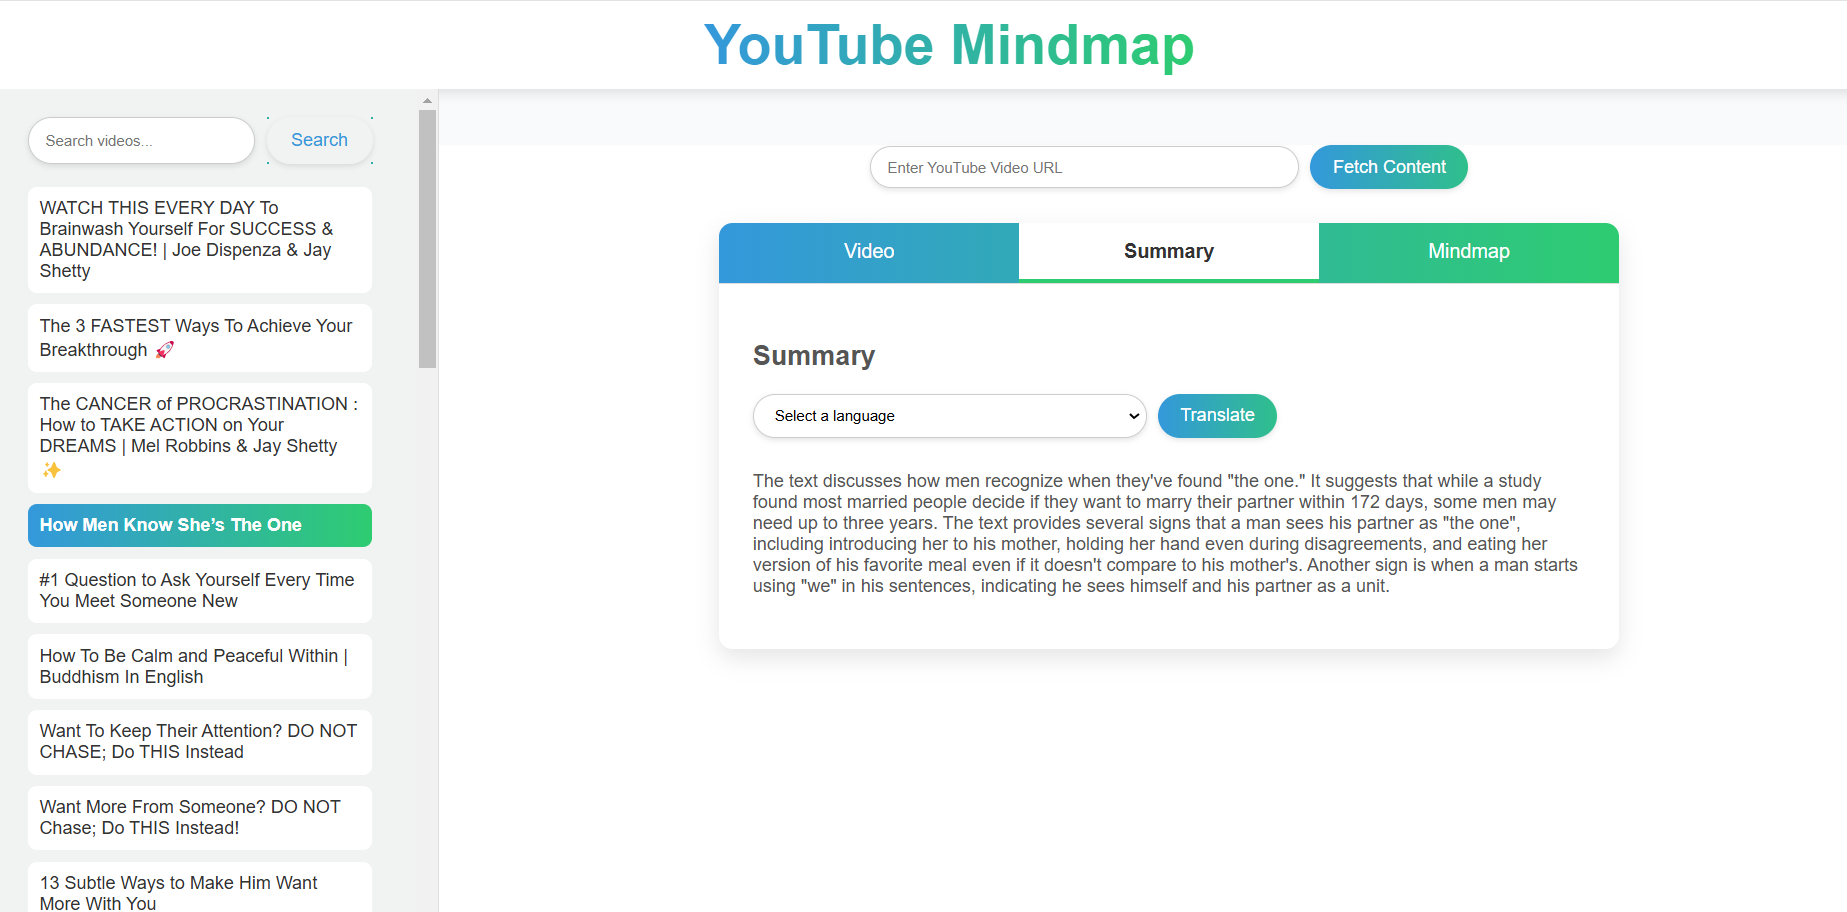 YouTube Mindmap
Search videos...
Search
WATCH THIS EVERY DAY To
Brainwash Yourself For SUCCESS &
ABUNDANCE! | Joe Dispenza & Jay
Shetty
The 3 FASTEST Ways To Achieve Your
Breakthrough 🚀
The CANCER of PROCRASTINATION :
How to TAKE ACTION on Your
DREAMS | Mel Robbins & Jay Shetty
✨
How Men Know She’s The One
#1 Question to Ask Yourself Every Time
You Meet Someone New
How To Be Calm and Peaceful Within |
Buddhism In English
Want To Keep Their Attention? DO NOT
CHASE; Do THIS Instead
Want More From Someone? DO NOT
Chase; Do THIS Instead!
13 Subtle Ways to Make Him Want
More With You
Enter YouTube Video URL
Fetch Content
Video
Summary
Mindmap
Summary
Select a language
Translate
The text discusses how men recognize when they've found "the one." It suggests that while a study
found most married people decide if they want to marry their partner within 172 days, some men may
need up to three years. The text provides several signs that a man sees his partner as "the one",
including introducing her to his mother, holding her hand even during disagreements, and eating her
version of his favorite meal even if it doesn't compare to his mother's. Another sign is when a man starts
using "we" in his sentences, indicating he sees himself and his partner as a unit.